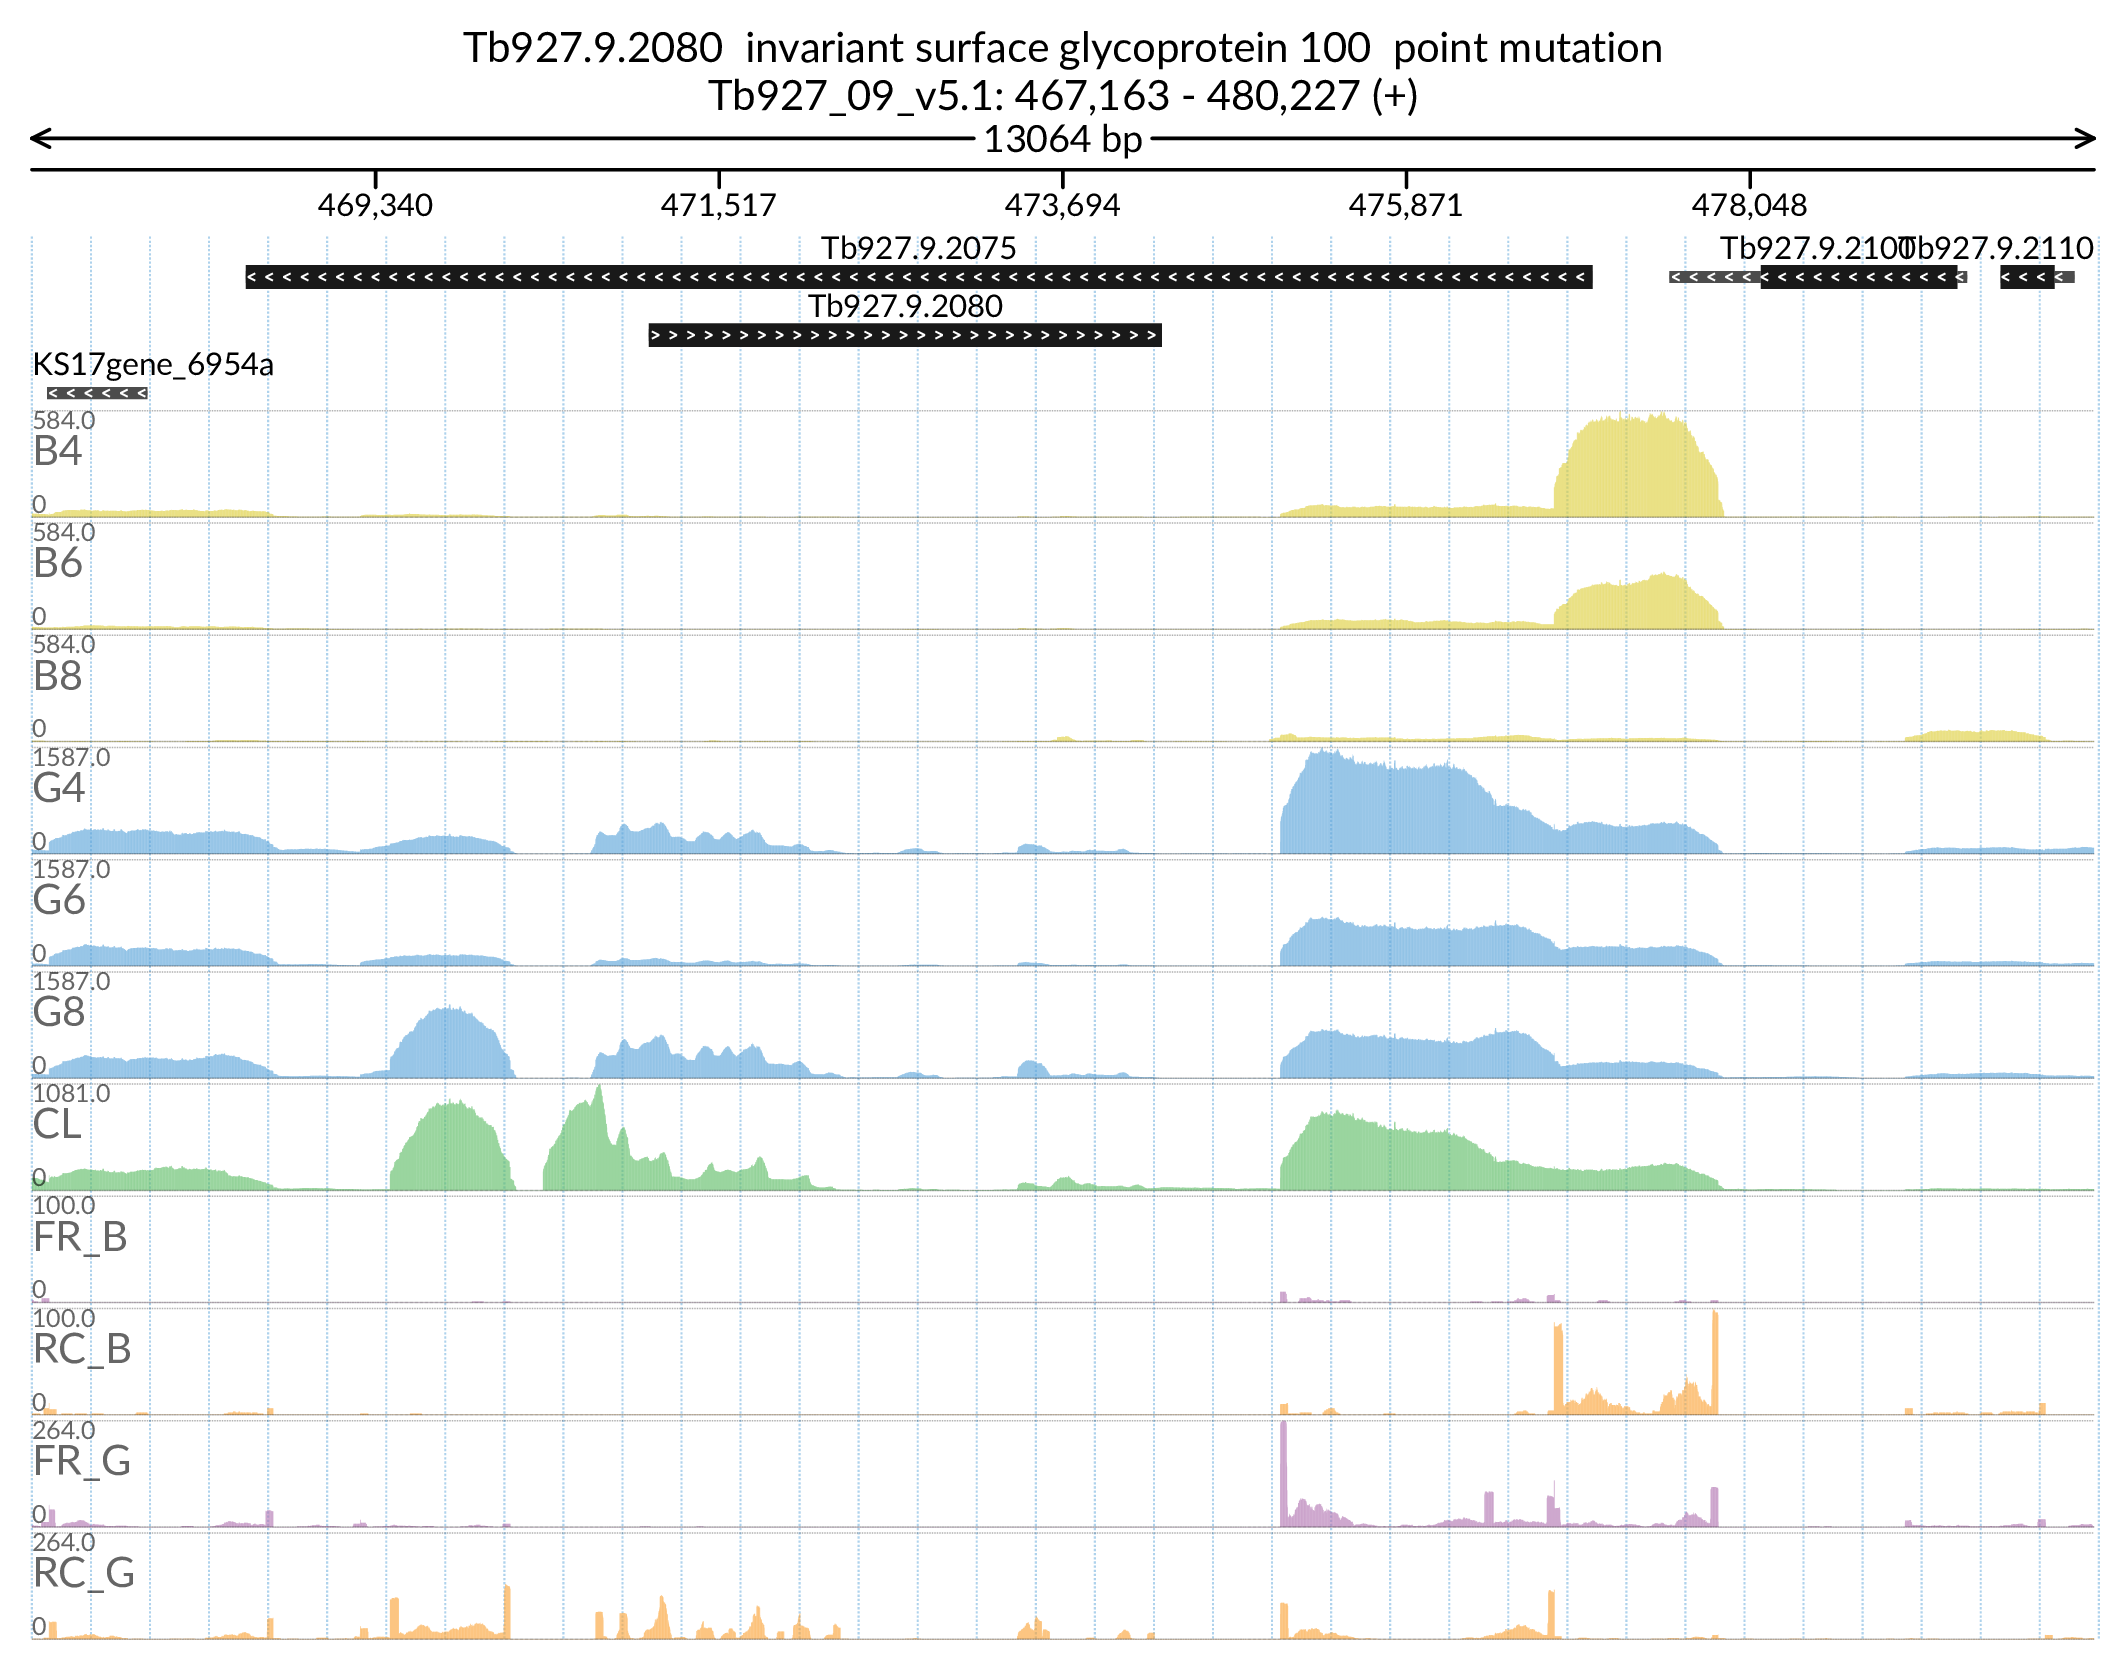 Tb927.9.2080 invariant surface glycoprotein 100 point mutation
Tb927_09_v5.1: 467,163 - 480,227 (+)
13064 bp
469,340 471,517 473,694 475,871 478,048
Tb927.9.2075 Tb927.9.2100 Tb927.9.2110
Tb927.9.2080
KS17gene_6954a
584.0
B4
0
584.0
B6
0
584.0
B8
0
1587.0
G4
0
1587.0
G6
0
1587.0
G8
0
1081.0
CL
0
100.0
FR_B
0
100.0
RC_B
0
264.0
FR_G
0
264.0
RC_G
0